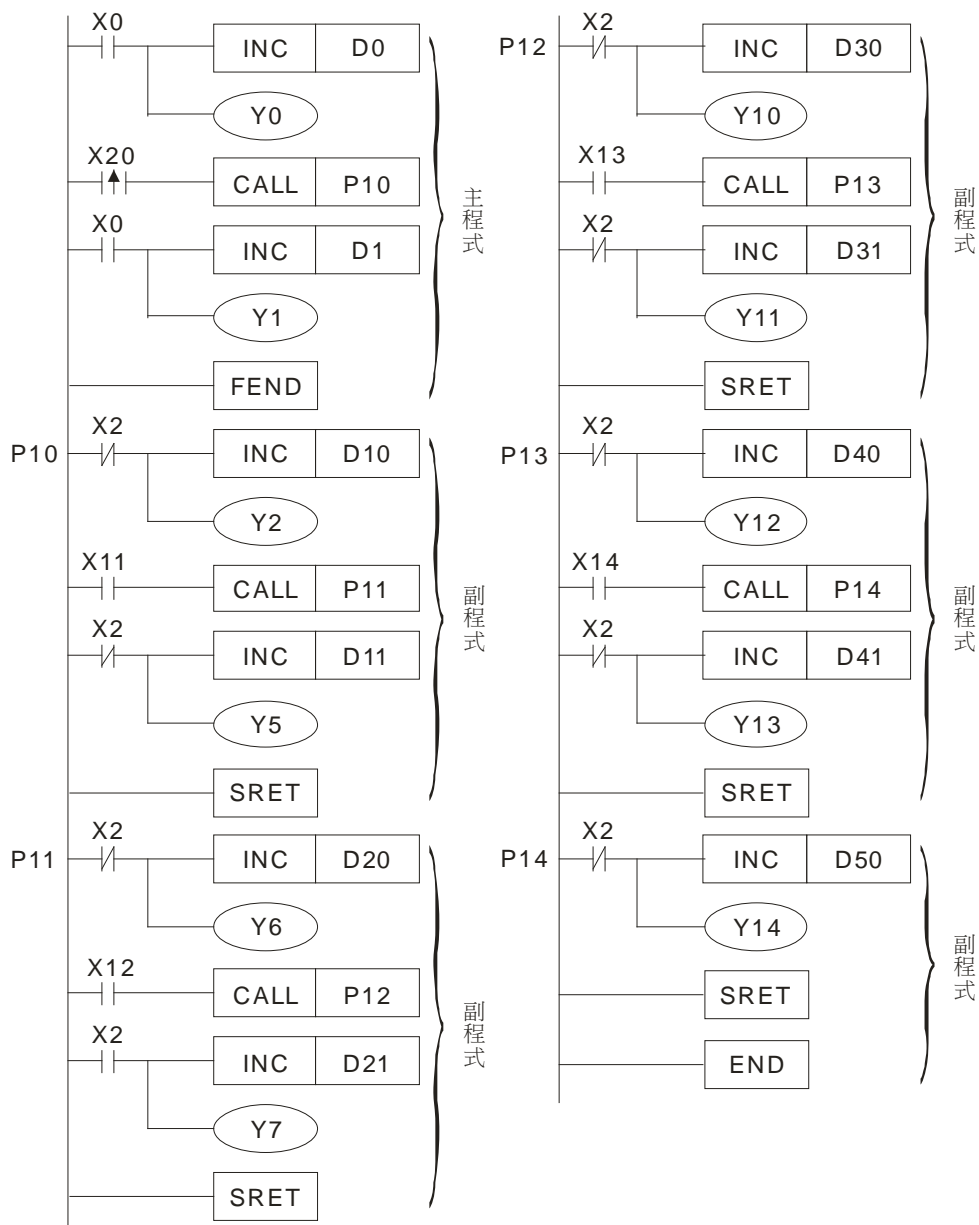 X0
INC D0
Y0
X20
CALL P10
X0
INC D1
Y1
FEND
主程式
P10
X2
INC D10
Y2
X11
CALL P11
X2
INC D11
Y5
SRET
副程式
P11
X2
INC D20
Y6
X12
CALL P12
X2
INC D21
Y7
SRET
副程式
P12
X2
INC D30
Y10
X13
CALL P13
X2
INC D31
Y11
SRET
副程式
P13
X2
INC D40
Y12
X14
CALL P14
X2
INC D41
Y13
SRET
副程式
P14
X2
INC D50
Y14
SRET
END
副程式